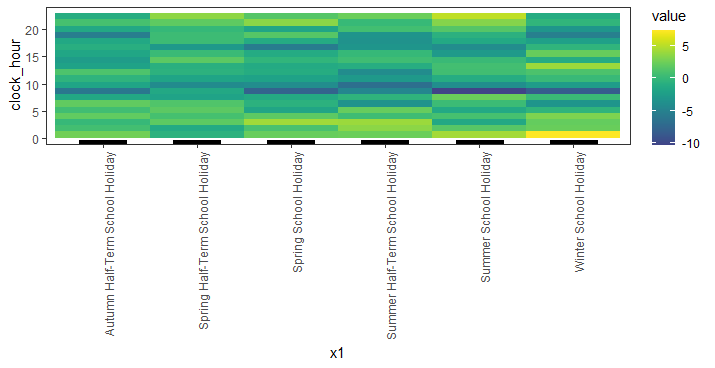 value
clock_hour
20
15
10
5
0
5
0
-5
-10
Autumn Half-Term School Holiday
Spring Half-Term School Holiday
Spring School Holiday
Summer Half-Term School Holiday
Summer School Holiday
Winter School Holiday
x1